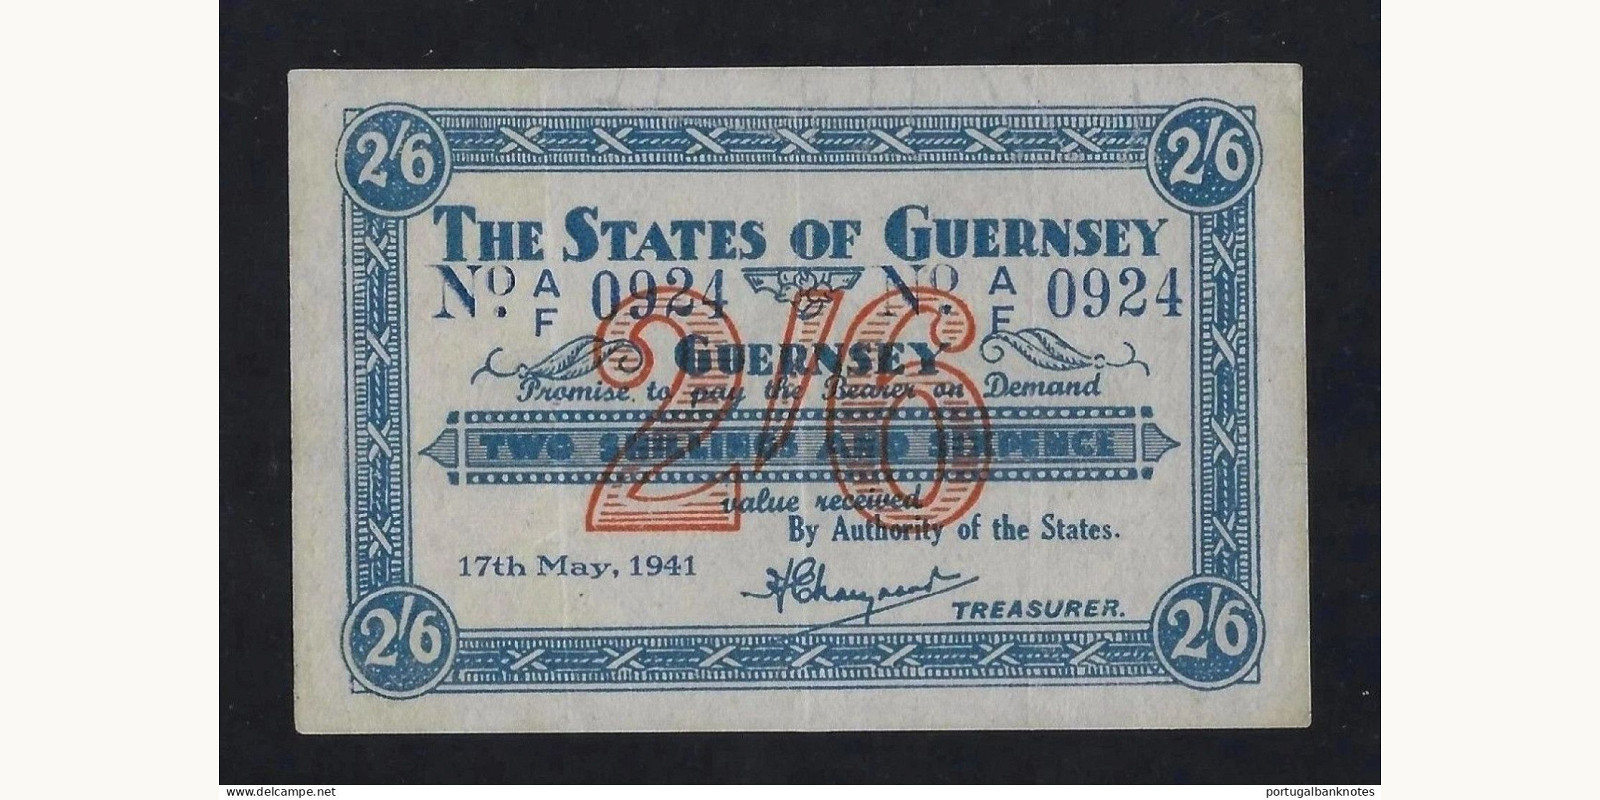 2/6 2/6
THE STATES OF GUERNSEY
No. A/F 0924 No. A/F 0924
2/6
GUERNSEY
Promise to pay the Bearer on Demand
TWO SHILLINGS AND SIXPENCE
value received
By Authority of the States.
17th May, 1941
TREASURER.
2/6 2/6
www.delcampe.net portugalbanknotes